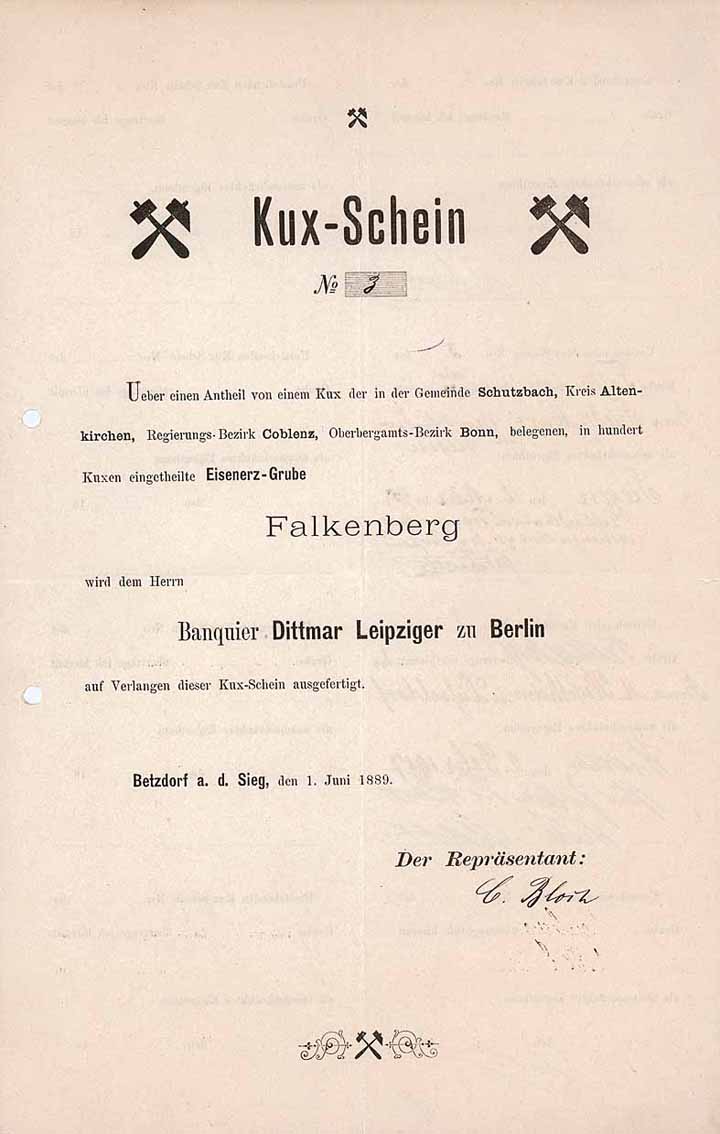 Kux-Schein
No 3
Ueber einen Antheil von einem Kux der in der Gemeinde Schutzbach, Kreis Alten-
kirchen, Regierungs-Bezirk Coblenz, Oberbergamts-Bezirk Bonn, belegenen, in hundert
Kuxen eingetheilte Eisenerz-Grube
Falkenberg
wird dem Herrn
Banquier Dittmar Leipziger zu Berlin
auf Verlangen dieser Kux-Schein ausgefertigt.
Betzdorf a. d. Sieg, den 1. Juni 1889.
Der Repräsentant:
C. Bloch